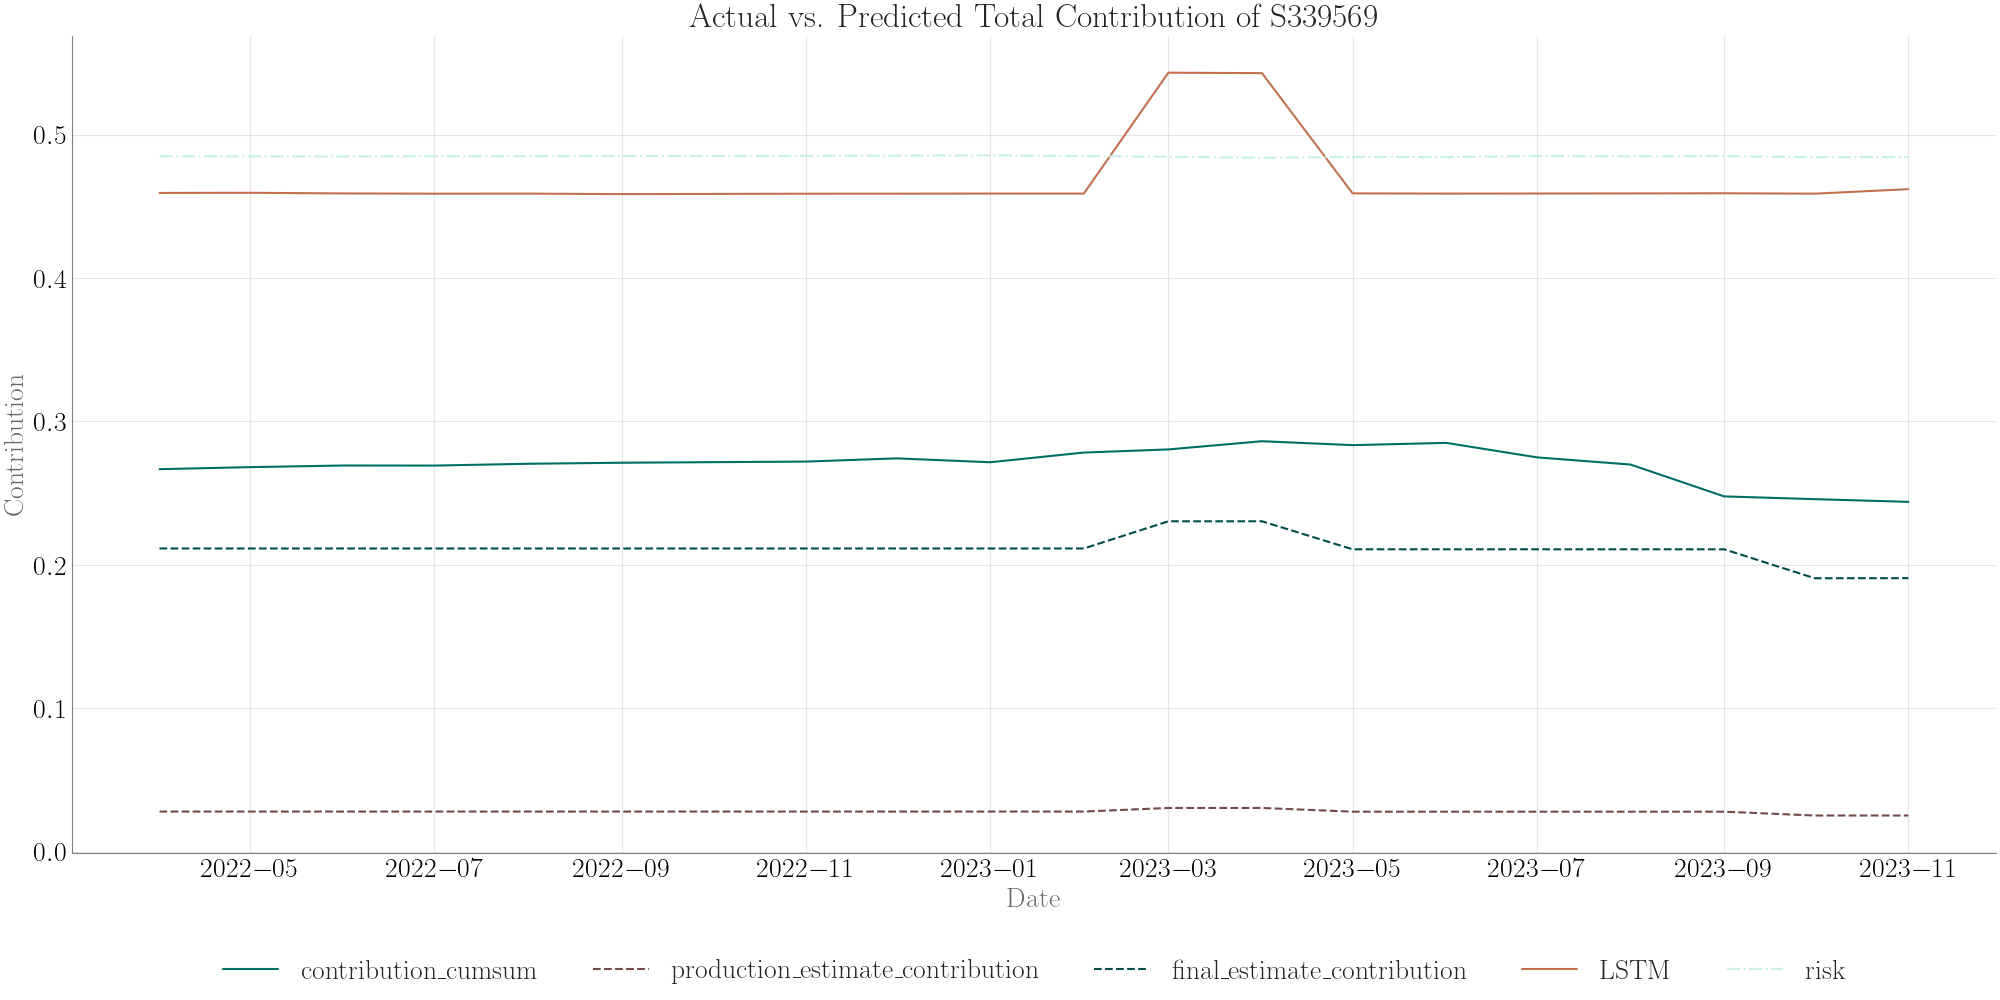 Actual vs. Predicted Total Contribution of S339569
Contribution
0.5
0.4
0.3
0.2
0.1
0.0
2022−05 2022−07 2022−09 2022−11 2023−01 2023−03 2023−05 2023−07 2023−09 2023−11
Date
contribution_cumsum production_estimate_contribution final_estimate_contribution LSTM risk